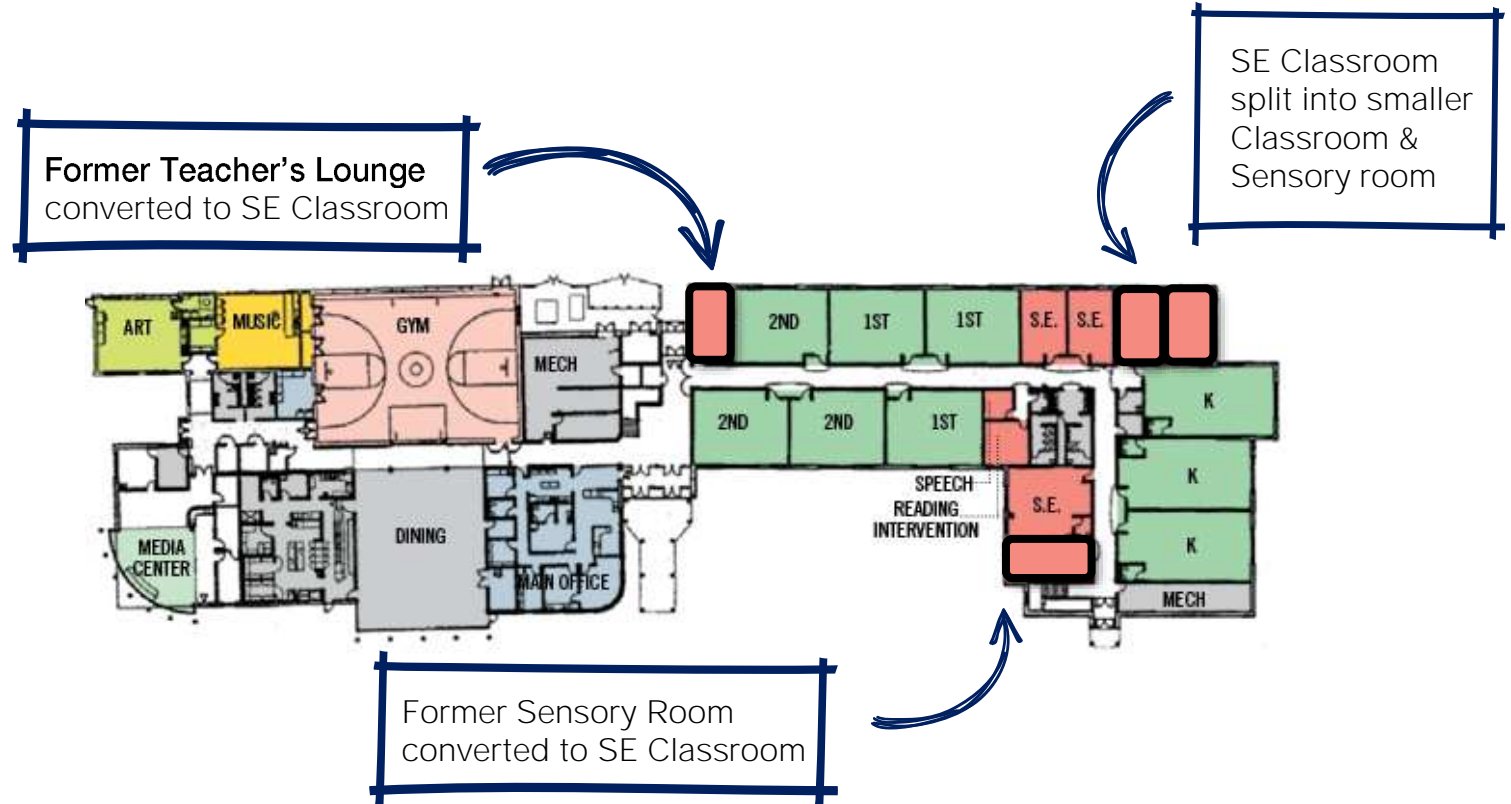 SE Classroom
split into smaller
Classroom &
Sensory room
Former Teacher’s Lounge
converted to SE Classroom
ART
MUSIC
GYM
MECH
2ND
1ST
1ST
S.E.
S.E.
K
2ND
2ND
1ST
K
SPEECH
READING
INTERVENTION
S.E.
DINING
K
MEDIA
CENTER
MAIN OFFICE
MECH
Former Sensory Room
converted to SE Classroom